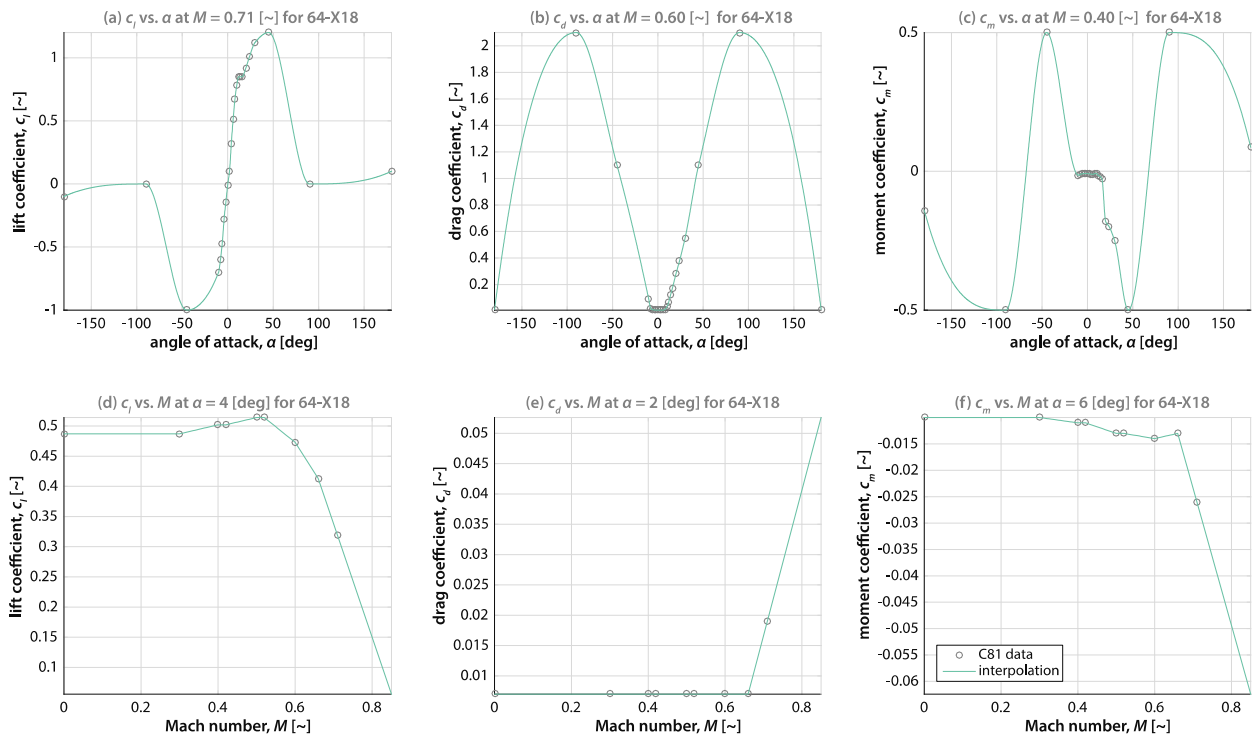 (a) cl vs. α at M = 0.71 [~] for 64-X18
lift coefficient, cl [~]
1
0.5
0
-0.5
-1
-150 -100 -50 0 50 100 150
angle of attack, α [deg]
(b) cd vs. α at M = 0.60 [~] for 64-X18
drag coefficient, cd [~]
2
1.8
1.6
1.4
1.2
1
0.8
0.6
0.4
0.2
-150 -100 -50 0 50 100 150
angle of attack, α [deg]
(c) cm vs. α at M = 0.40 [~] for 64-X18
moment coefficient, cm [~]
0.5
0
-0.5
-150 -100 -50 0 50 100 150
angle of attack, α [deg]
(d) cl vs. M at α = 4 [deg] for 64-X18
lift coefficient, cl [~]
0.5
0.45
0.4
0.35
0.3
0.25
0.2
0.15
0.1
0 0.2 0.4 0.6 0.8
Mach number, M [~]
(e) cd vs. M at α = 2 [deg] for 64-X18
drag coefficient, cd [~]
0.05
0.045
0.04
0.035
0.03
0.025
0.02
0.015
0.01
0 0.2 0.4 0.6 0.8
Mach number, M [~]
(f) cm vs. M at α = 6 [deg] for 64-X18
moment coefficient, cm [~]
-0.015
-0.02
-0.025
-0.03
-0.035
-0.04
-0.045
-0.05
-0.055
-0.06
C81 data
interpolation
0 0.2 0.4 0.6 0.8
Mach number, M [~]